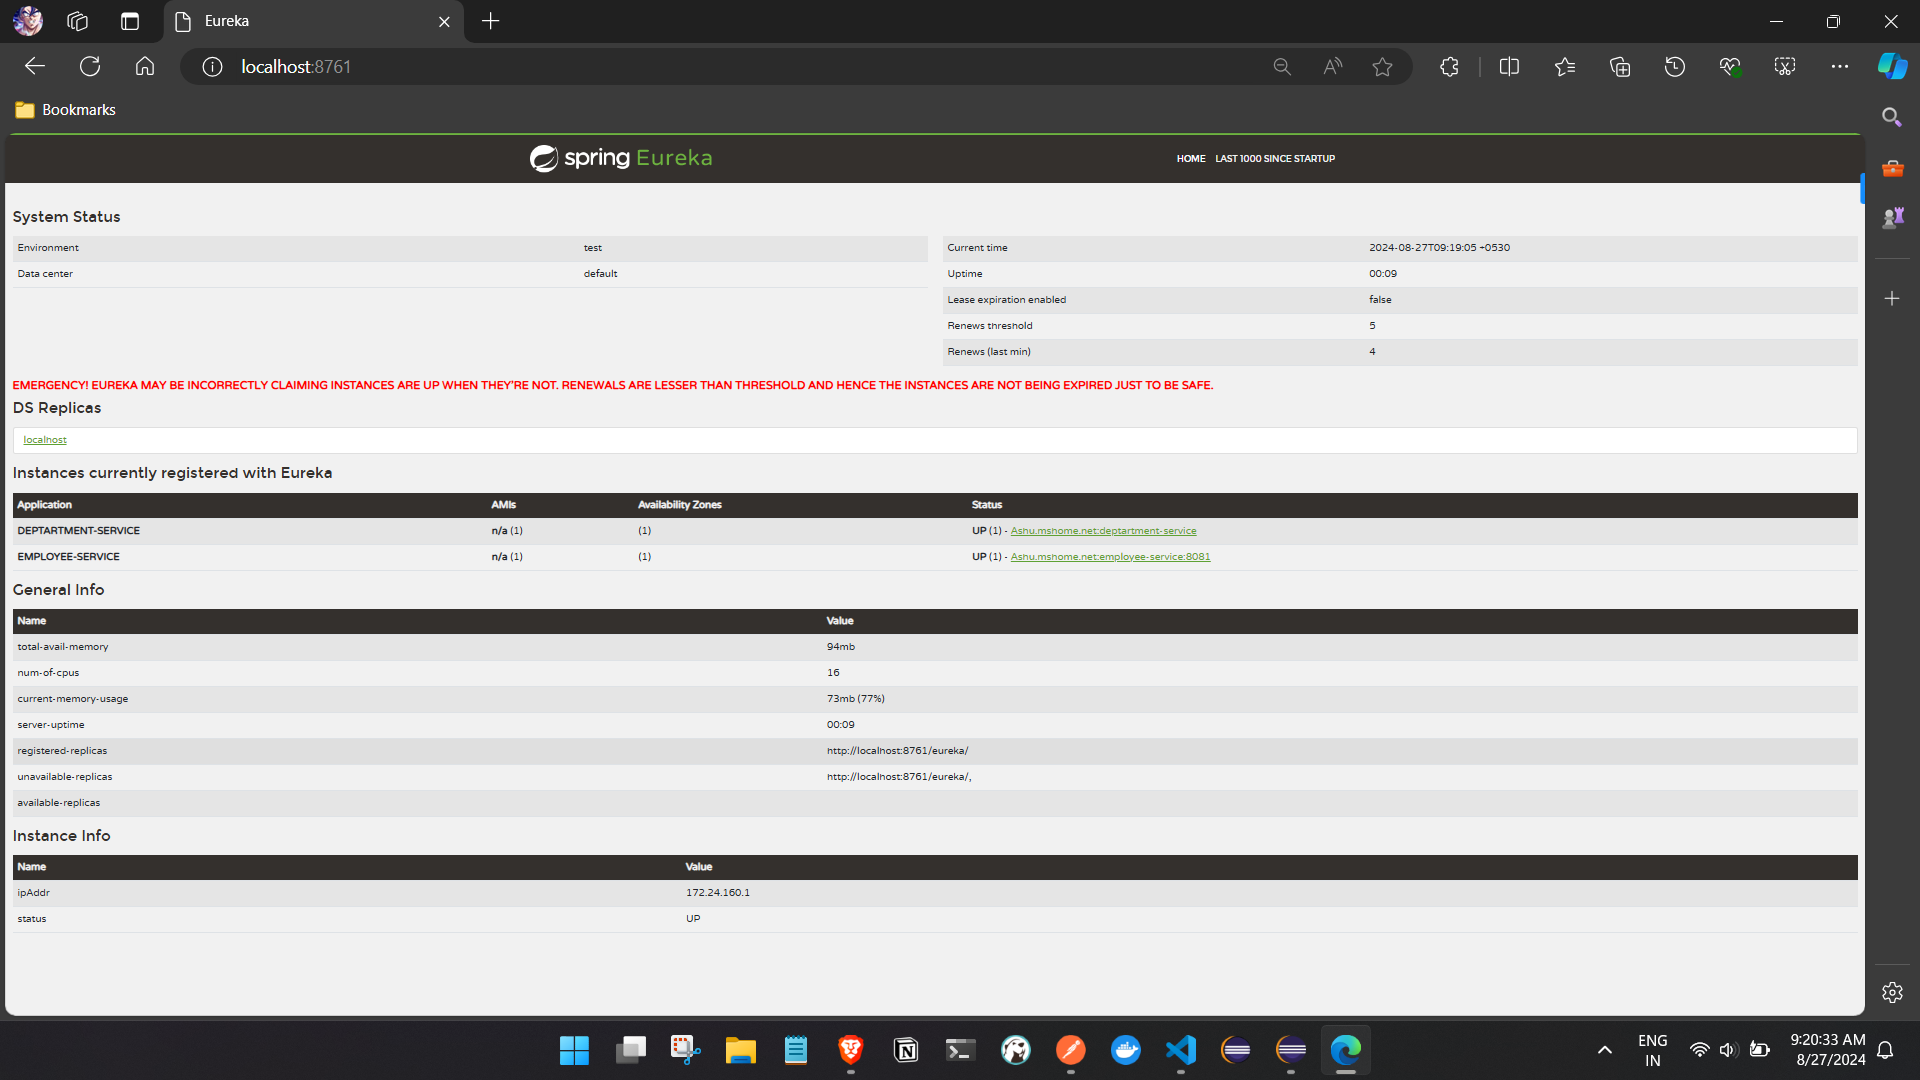 Eureka
localhost:8761
Bookmarks
spring Eureka
HOME LAST 1000 SINCE STARTUP
System Status
Environment test
Data center default
Current time 2024-08-27T09:19:05 +0530
Uptime 00:09
Lease expiration enabled false
Renews threshold 5
Renews (last min) 4
EMERGENCY! EUREKA MAY BE INCORRECTLY CLAIMING INSTANCES ARE UP WHEN THEY'RE NOT. RENEWALS ARE LESSER THAN THRESHOLD AND HENCE THE INSTANCES ARE NOT BEING EXPIRED JUST TO BE SAFE.
DS Replicas
localhost
Instances currently registered with Eureka
Application AMIs Availability Zones Status
DEPTARTMENT-SERVICE n/a (1) (1) UP (1) - Ashu.mshome.net:deptartment-service
EMPLOYEE-SERVICE n/a (1) (1) UP (1) - Ashu.mshome.net:employee-service:8081
General Info
Name Value
total-avail-memory 94mb
num-of-cpus 16
current-memory-usage 73mb (77%)
server-uptime 00:09
registered-replicas http://localhost:8761/eureka/
unavailable-replicas http://localhost:8761/eureka/,
available-replicas
Instance Info
Name Value
ipAddr 172.24.160.1
status UP
ENG
IN
9:20:33 AM
8/27/2024